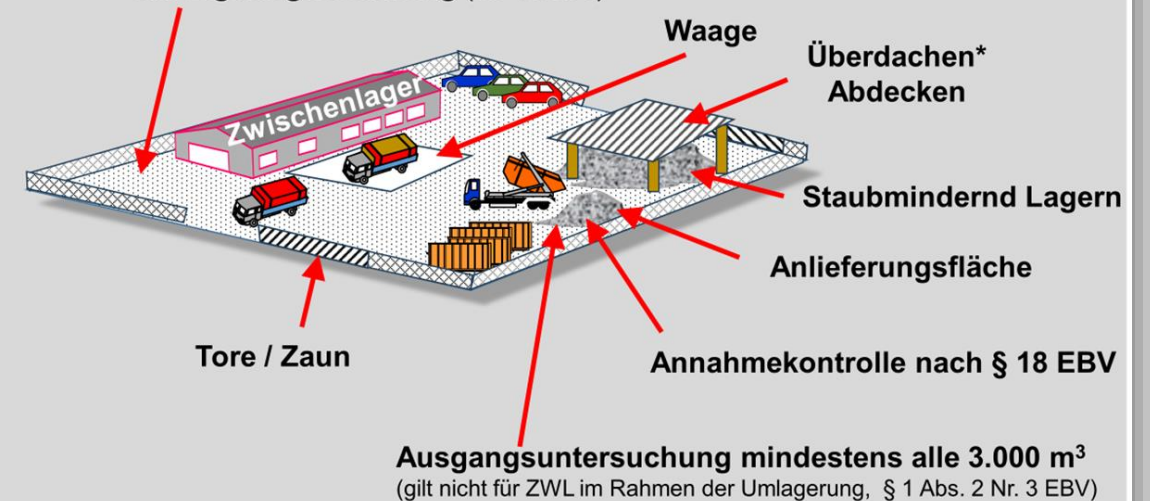 Waage
Überdachen*
Abdecken
Zwischenlager
Staubmindernd Lagern
Anlieferungsfläche
Tore / Zaun
Annahmekontrolle nach § 18 EBV
Ausgangsuntersuchung mindestens alle 3.000 m³
(gilt nicht für ZWL im Rahmen der Umlagerung, § 1 Abs. 2 Nr. 3 EBV)